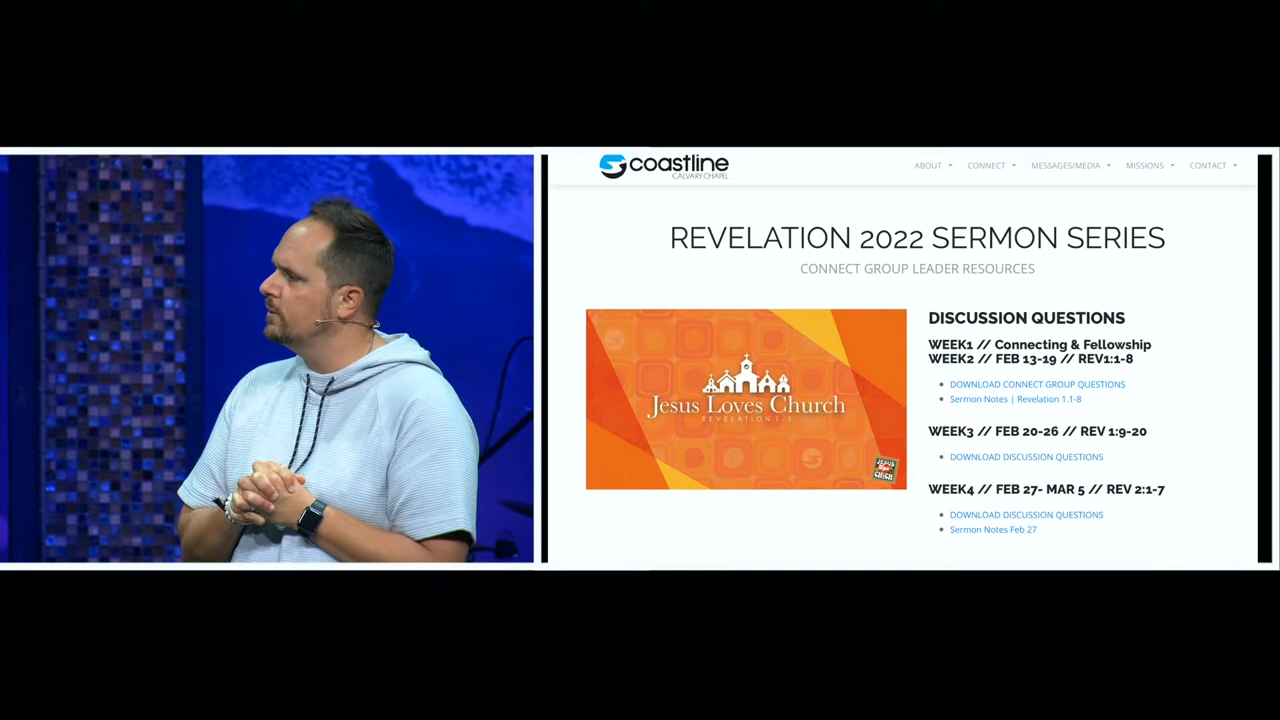 coastline
CALVARY CHAPEL
ABOUT CONNECT MESSAGES/MEDIA MISSIONS CONTACT
REVELATION 2022 SERMON SERIES
CONNECT GROUP LEADER RESOURCES
Jesus Loves Church
REVELATION 1-5
DISCUSSION QUESTIONS
WEEK1 // Connecting & Fellowship
WEEK2 // FEB 13-19 // REV1:1-8
DOWNLOAD CONNECT GROUP QUESTIONS
Sermon Notes | Revelation 1.1-8
WEEK3 // FEB 20-26 // REV 1:9-20
DOWNLOAD DISCUSSION QUESTIONS
WEEK4 // FEB 27- MAR 5 // REV 2:1-7
DOWNLOAD DISCUSSION QUESTIONS
Sermon Notes Feb 27